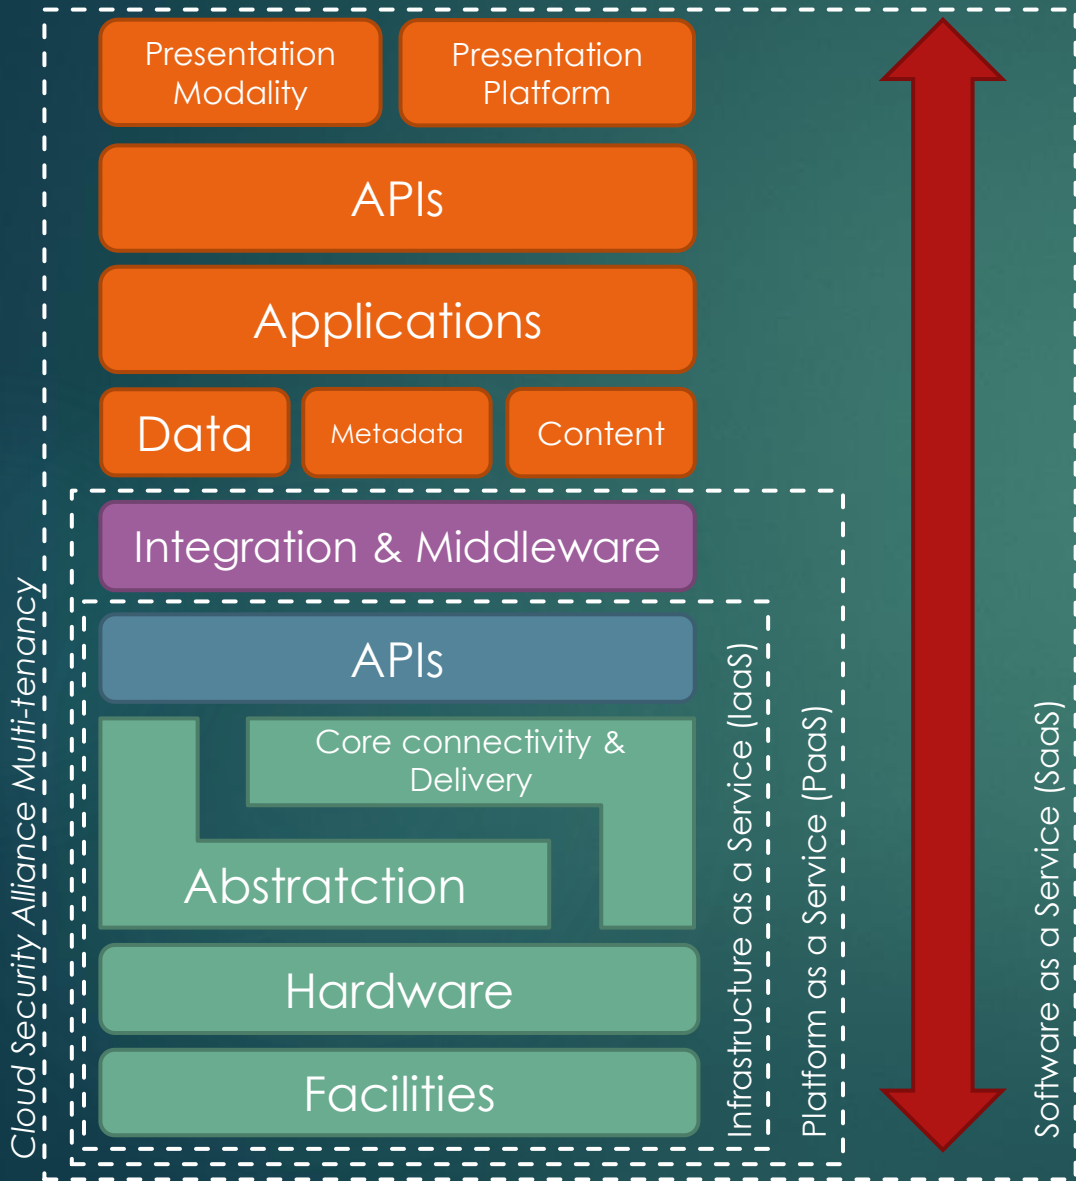 Presentation
Modality
Presentation
Platform
APIs
Applications
Data
Metadata
Content
Integration & Middleware
APIs
Core connectivity &
Delivery
Abstratction
Hardware
Facilities
Cloud Security Alliance Multi-tenancy
Infrastructure as a Service (IaaS)
Platform as a Service (PaaS)
Software as a Service (SaaS)